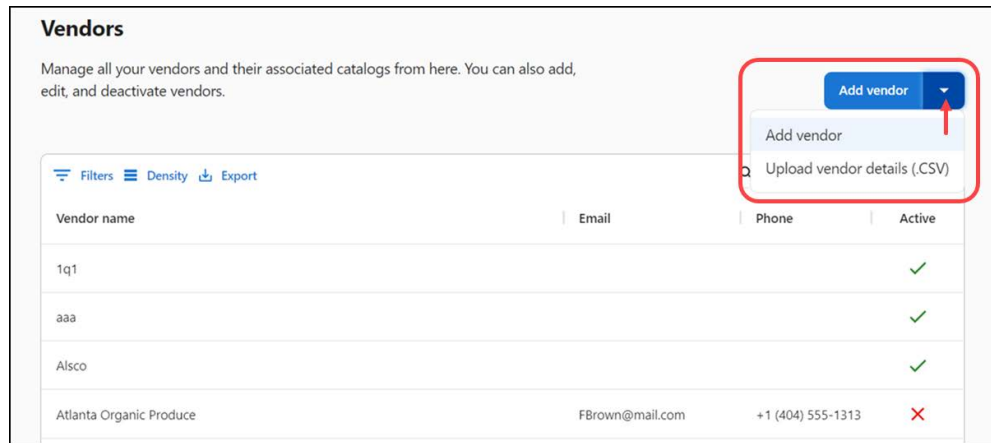 Vendors
Manage all your vendors and their associated catalogs from here. You can also add,
edit, and deactivate vendors.
Add vendor
Add vendor
Upload vendor details (.CSV)
Filters Density Export
Vendor name Email Phone Active
1q1
aaa
Alsco
Atlanta Organic Produce FBrown@mail.com +1 (404) 555-1313